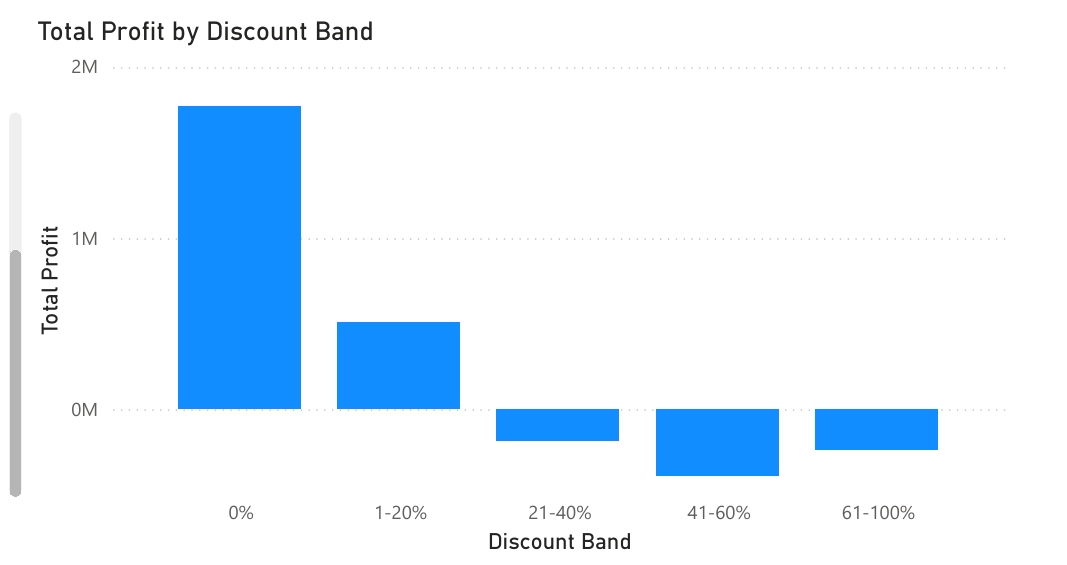 Total Profit by Discount Band
2M
1M
0M
Total Profit
0%
1-20%
21-40%
41-60%
61-100%
Discount Band